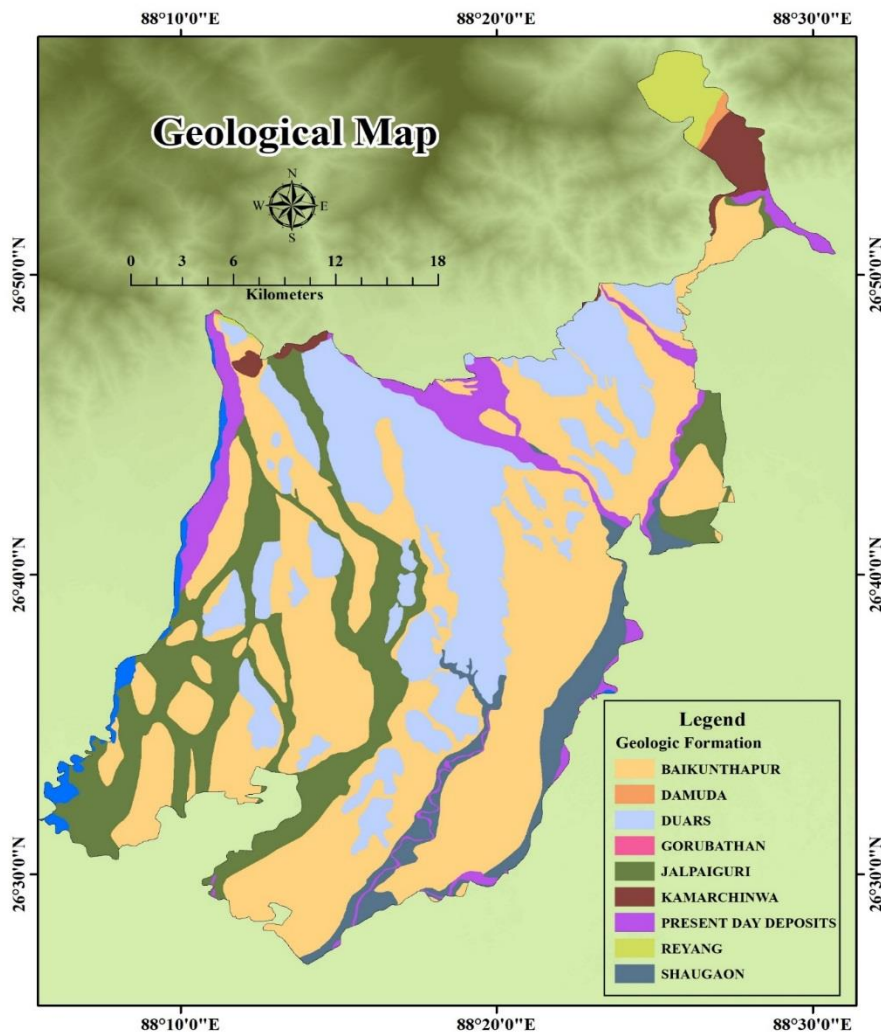 88°10'0"E 88°20'0"E 88°30'0"E
Geological Map
N
W E
S
0 3 6 12 18
Kilometers
26°50'0"N 26°50'0"N
26°40'0"N 26°40'0"N
26°30'0"N 26°30'0"N
Legend
Geologic Formation
BAIKUNTHAPUR
DAMUDA
DUARS
GORUBATHAN
JALPAIGURI
KAMARCHINWA
PRESENT DAY DEPOSITS
REYANG
SHAUGAON
88°10'0"E 88°20'0"E 88°30'0"E